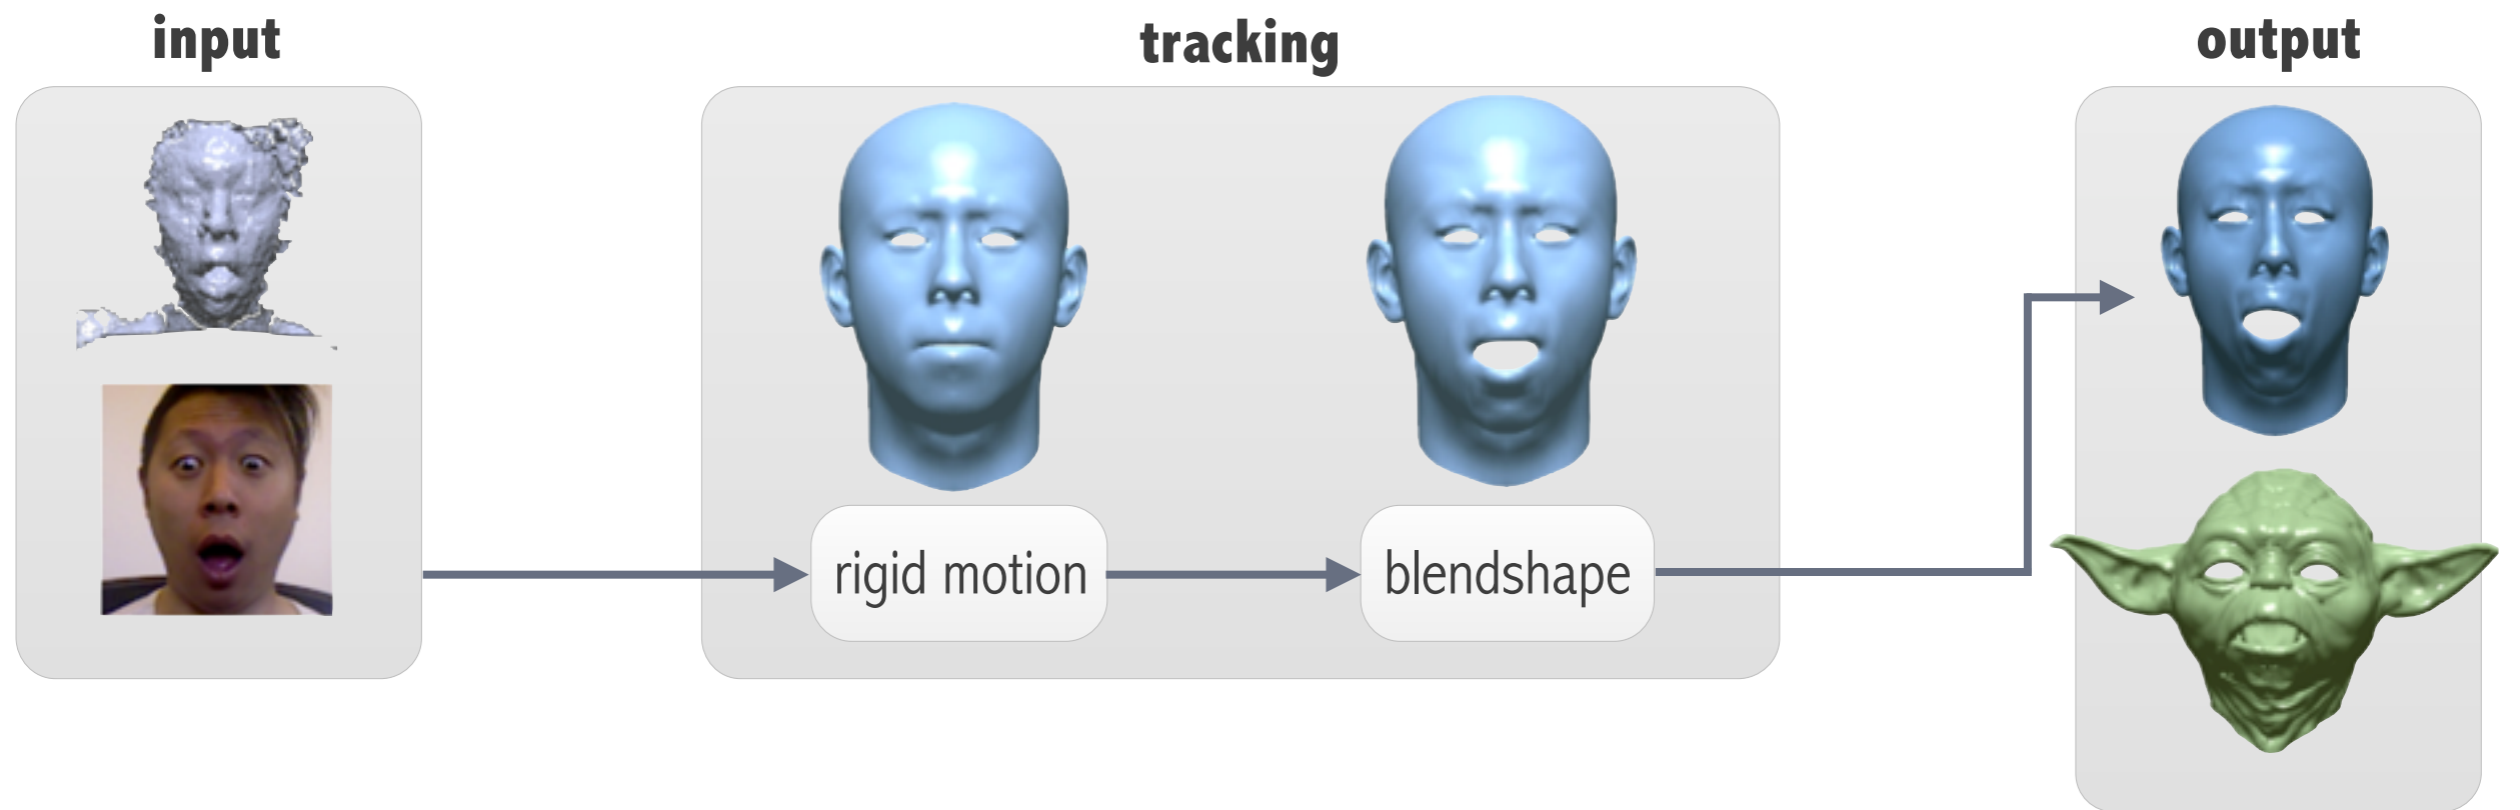 input
tracking
output
rigid motion
blendshape